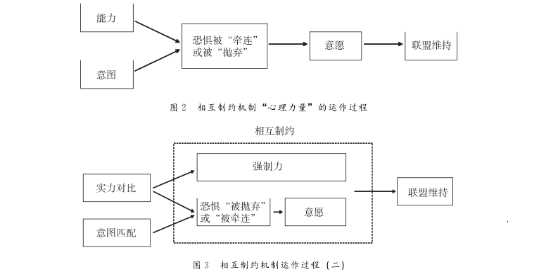 能力
恐惧被“牵连”
或被“抛弃”
意愿
联盟维持
意图
图2 相互制约机制“心理力量”的运作过程
相互制约
强制力
实力对比
联盟维持
恐惧“被抛弃”
或“被牵连”
意愿
意图匹配
图3 相互制约机制运作过程(二)